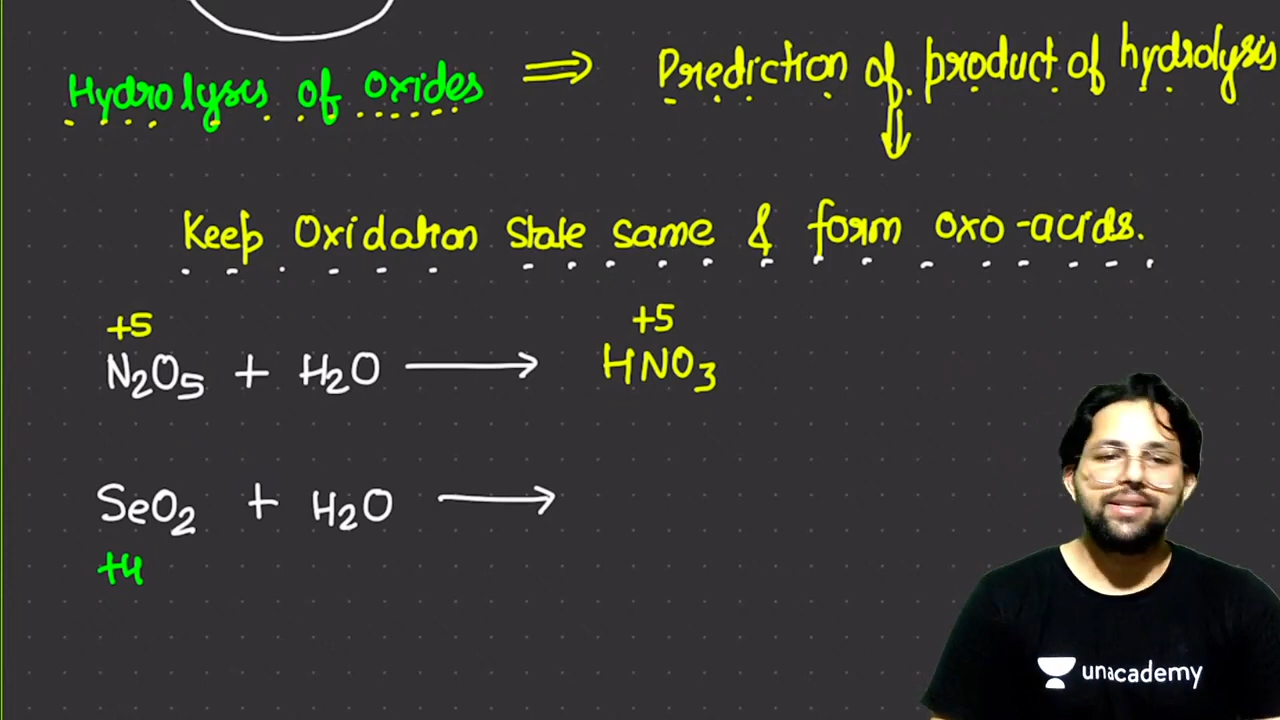 Hydrolysis of oxides ⇒ Prediction of product of hydrolysis
Keep Oxidation State same & form oxo-acids.
+5 +5
N₂O₅ + H₂O ⟶ HNO₃
SeO₂ + H₂O ⟶
+4
unacademy